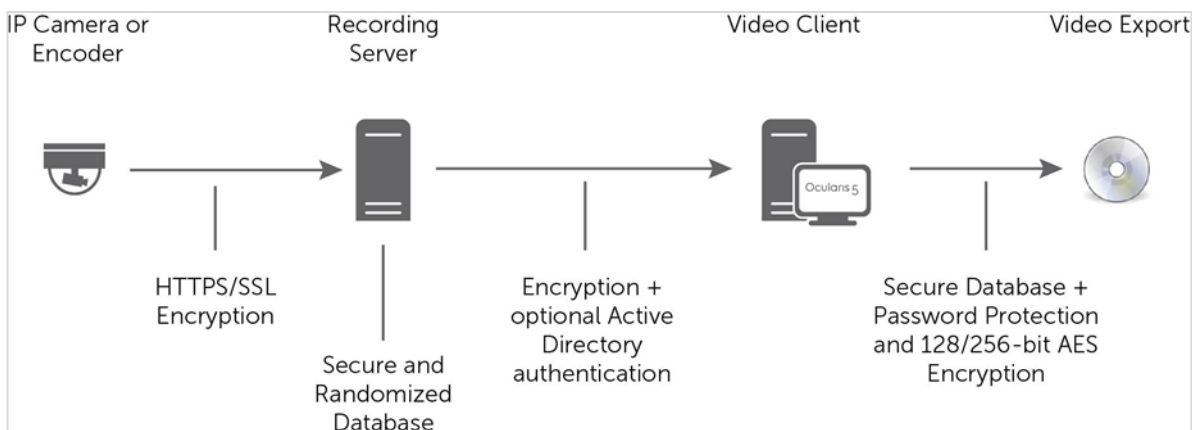 IP Camera or
Encoder
Recording
Server
Video Client
Video Export
Ocularis 5
HTTPS/SSL
Encryption
Secure and
Randomized
Database
Encryption +
optional Active
Directory
authentication
Secure Database +
Password Protection
and 128/256-bit AES
Encryption